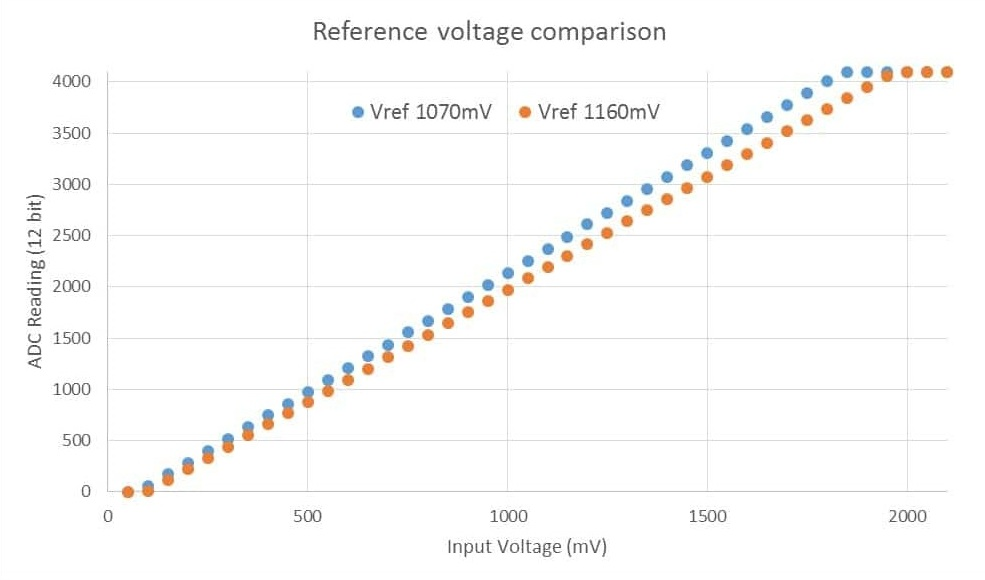 Reference voltage comparison
Vref 1070mV Vref 1160mV
4000
3500
3000
2500
2000
1500
1000
500
0
ADC Reading (12 bit)
0 500 1000 1500 2000
Input Voltage (mV)